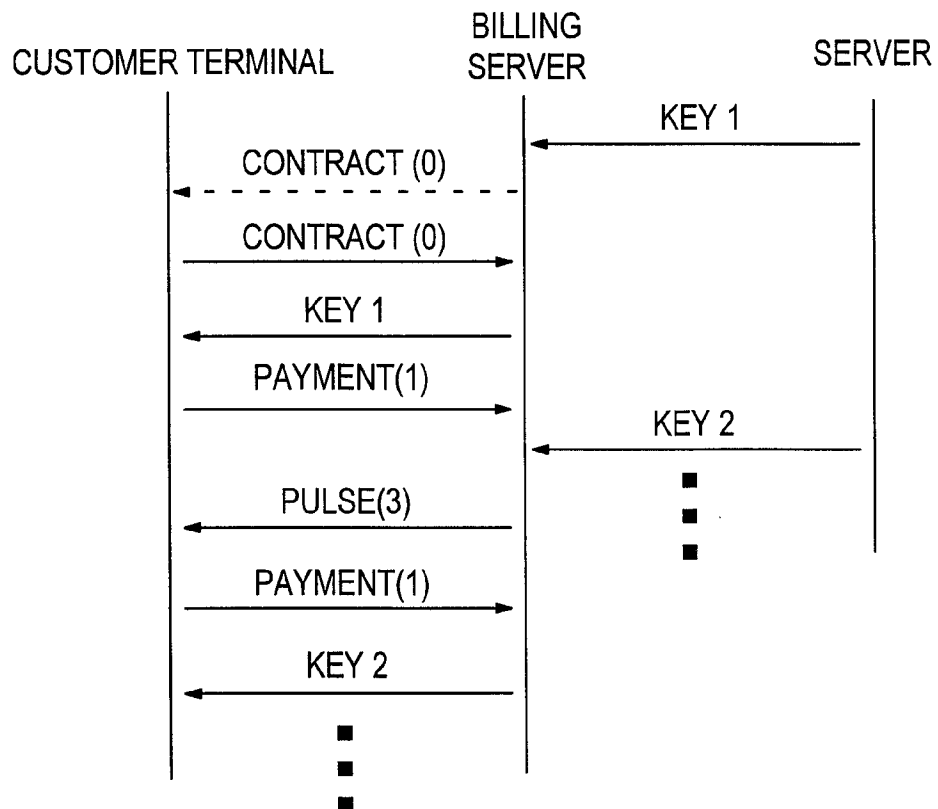 CUSTOMER TERMINAL
BILLING
SERVER
SERVER
KEY 1
CONTRACT (0)
CONTRACT (0)
KEY 1
PAYMENT(1)
KEY 2
PULSE(3)
PAYMENT(1)
KEY 2